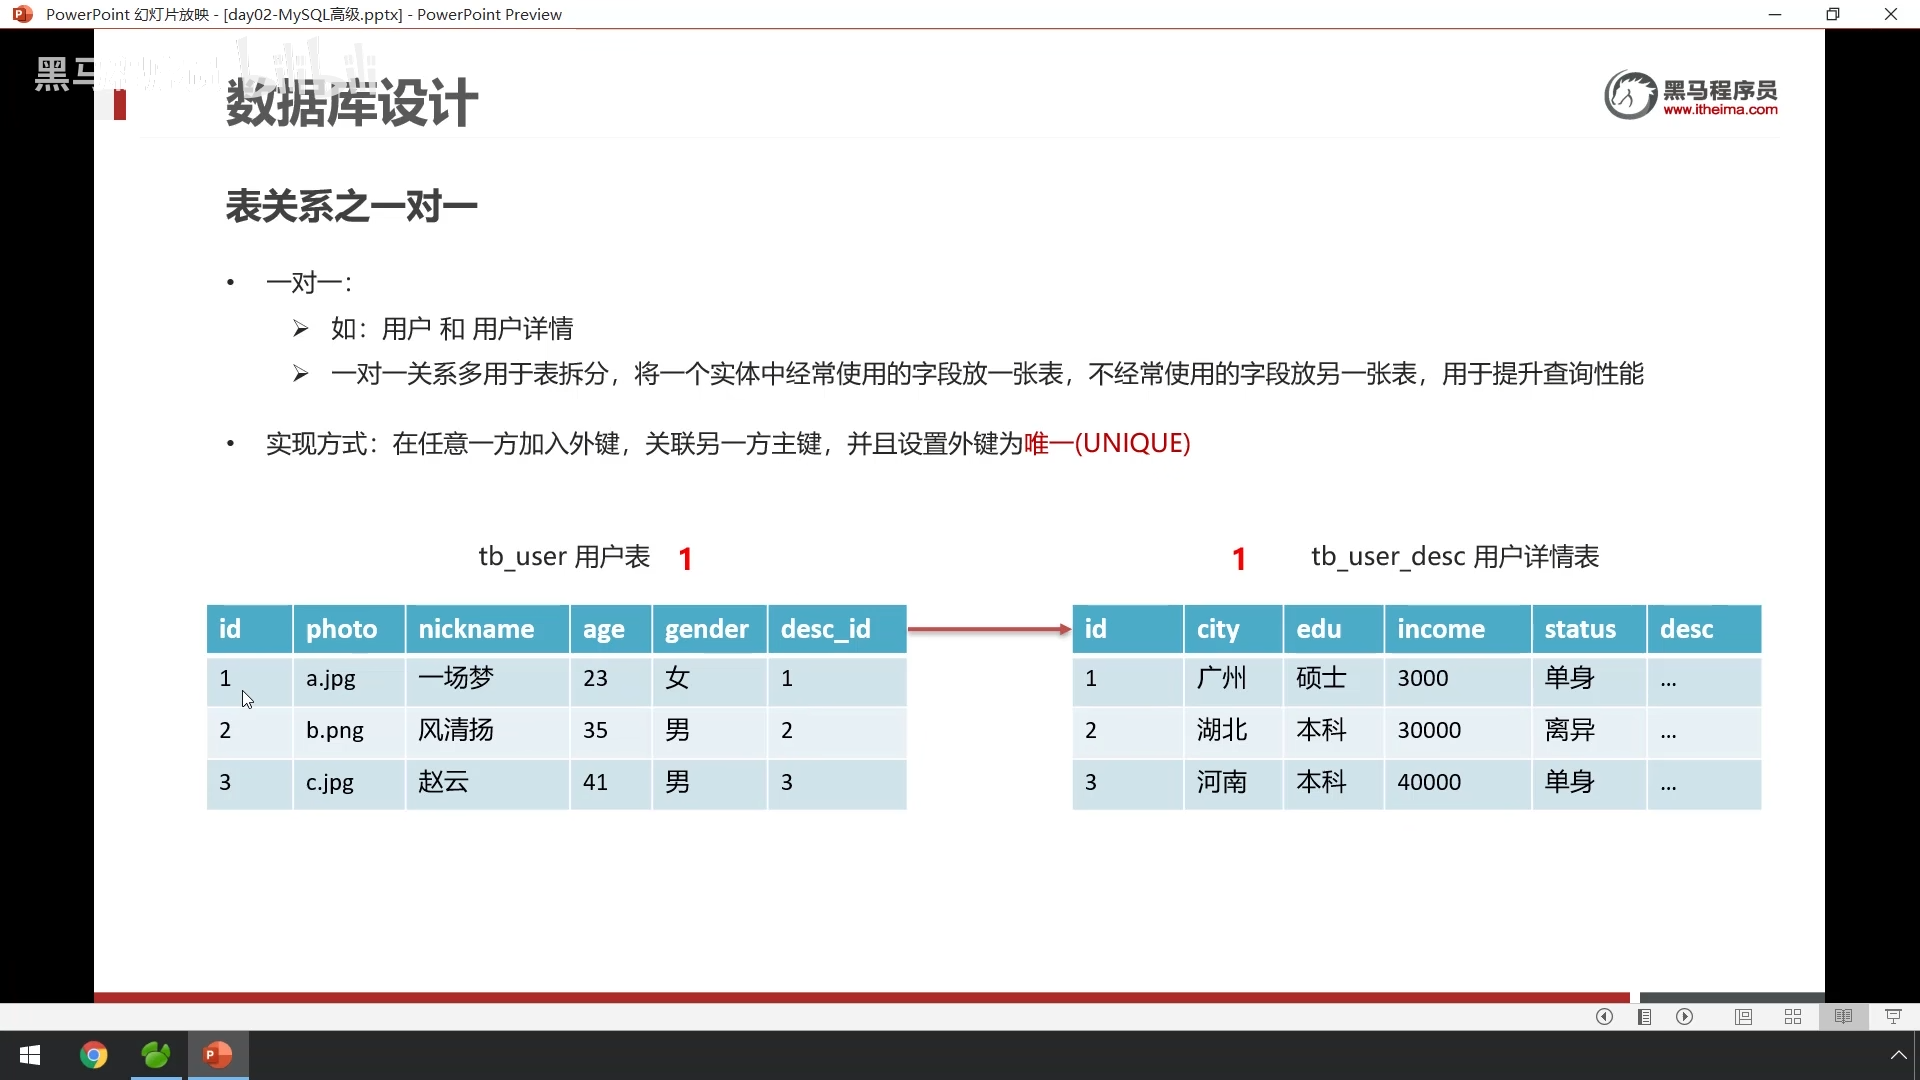 PowerPoint 幻灯片放映 - [day02-MySQL高级.pptx] - PowerPoint Preview
黑马程序员 bilibili
数据库设计
黑马程序员
www.itheima.com
表关系之一对一
• 一对一：
➢ 如：用户 和 用户详情
➢ 一对一关系多用于表拆分，将一个实体中经常使用的字段放一张表，不经常使用的字段放另一张表，用于提升查询性能
• 实现方式：在任意一方加入外键，关联另一方主键，并且设置外键为唯一(UNIQUE)
tb_user 用户表 1
id photo nickname age gender desc_id
1 a.jpg 一场梦 23 女 1
2 b.png 风清扬 35 男 2
3 c.jpg 赵云 41 男 3
1 tb_user_desc 用户详情表
id city edu income status desc
1 广州 硕士 3000 单身 ...
2 湖北 本科 30000 离异 ...
3 河南 本科 40000 单身 ...